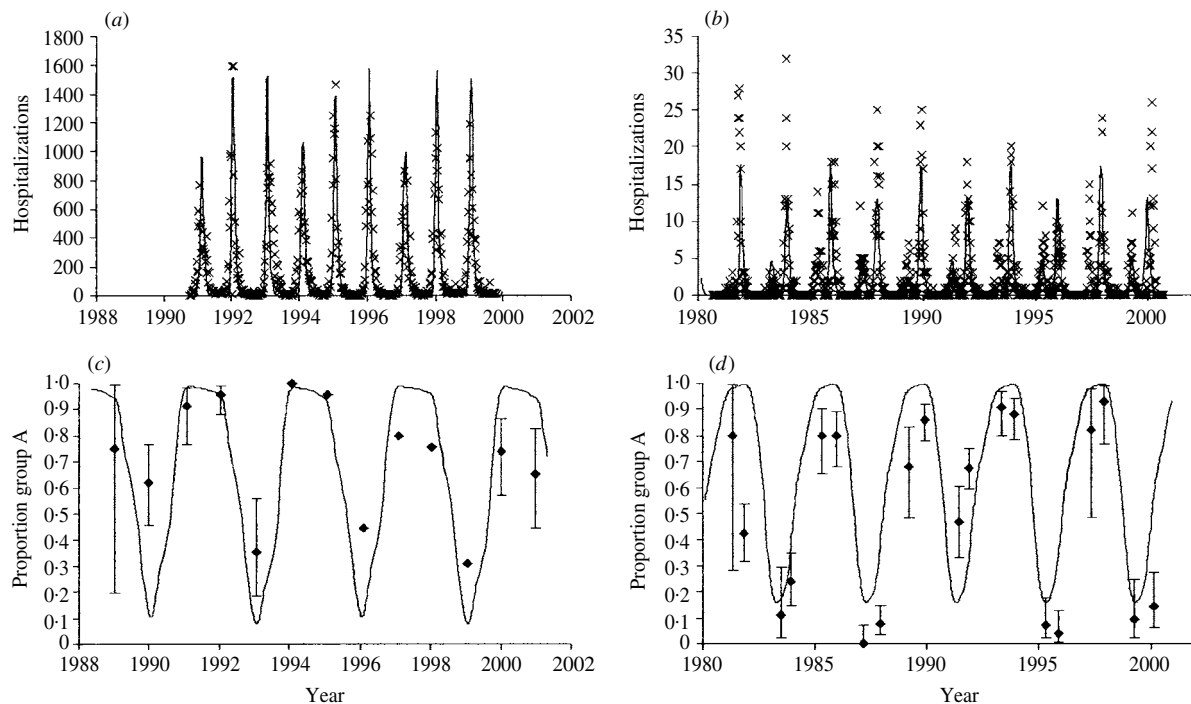 (a)
Hospitalizations
1800
1600
1400
1200
1000
800
600
400
200
0
1988 1990 1992 1994 1996 1998 2000 2002
(b)
Hospitalizations
35
30
25
20
15
10
5
0
1980 1985 1990 1995 2000
(c)
Proportion group A
1·0
0·9
0·8
0·7
0·6
0·5
0·4
0·3
0·2
0·1
0
1988 1990 1992 1994 1996 1998 2000 2002
Year
(d)
Proportion group A
1·0
0·9
0·8
0·7
0·6
0·5
0·4
0·3
0·2
0·1
0
1980 1985 1990 1995 2000
Year